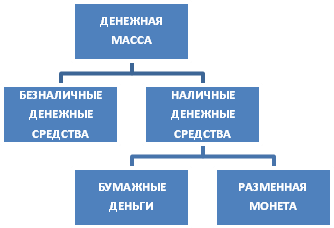 ДЕНЕЖНАЯ
МАССА
БЕЗНАЛИЧНЫЕ
ДЕНЕЖНЫЕ
СРЕДСТВА
НАЛИЧНЫЕ
ДЕНЕЖНЫЕ
СРЕДСТВА
БУМАЖНЫЕ
ДЕНЬГИ
РАЗМЕННАЯ
МОНЕТА